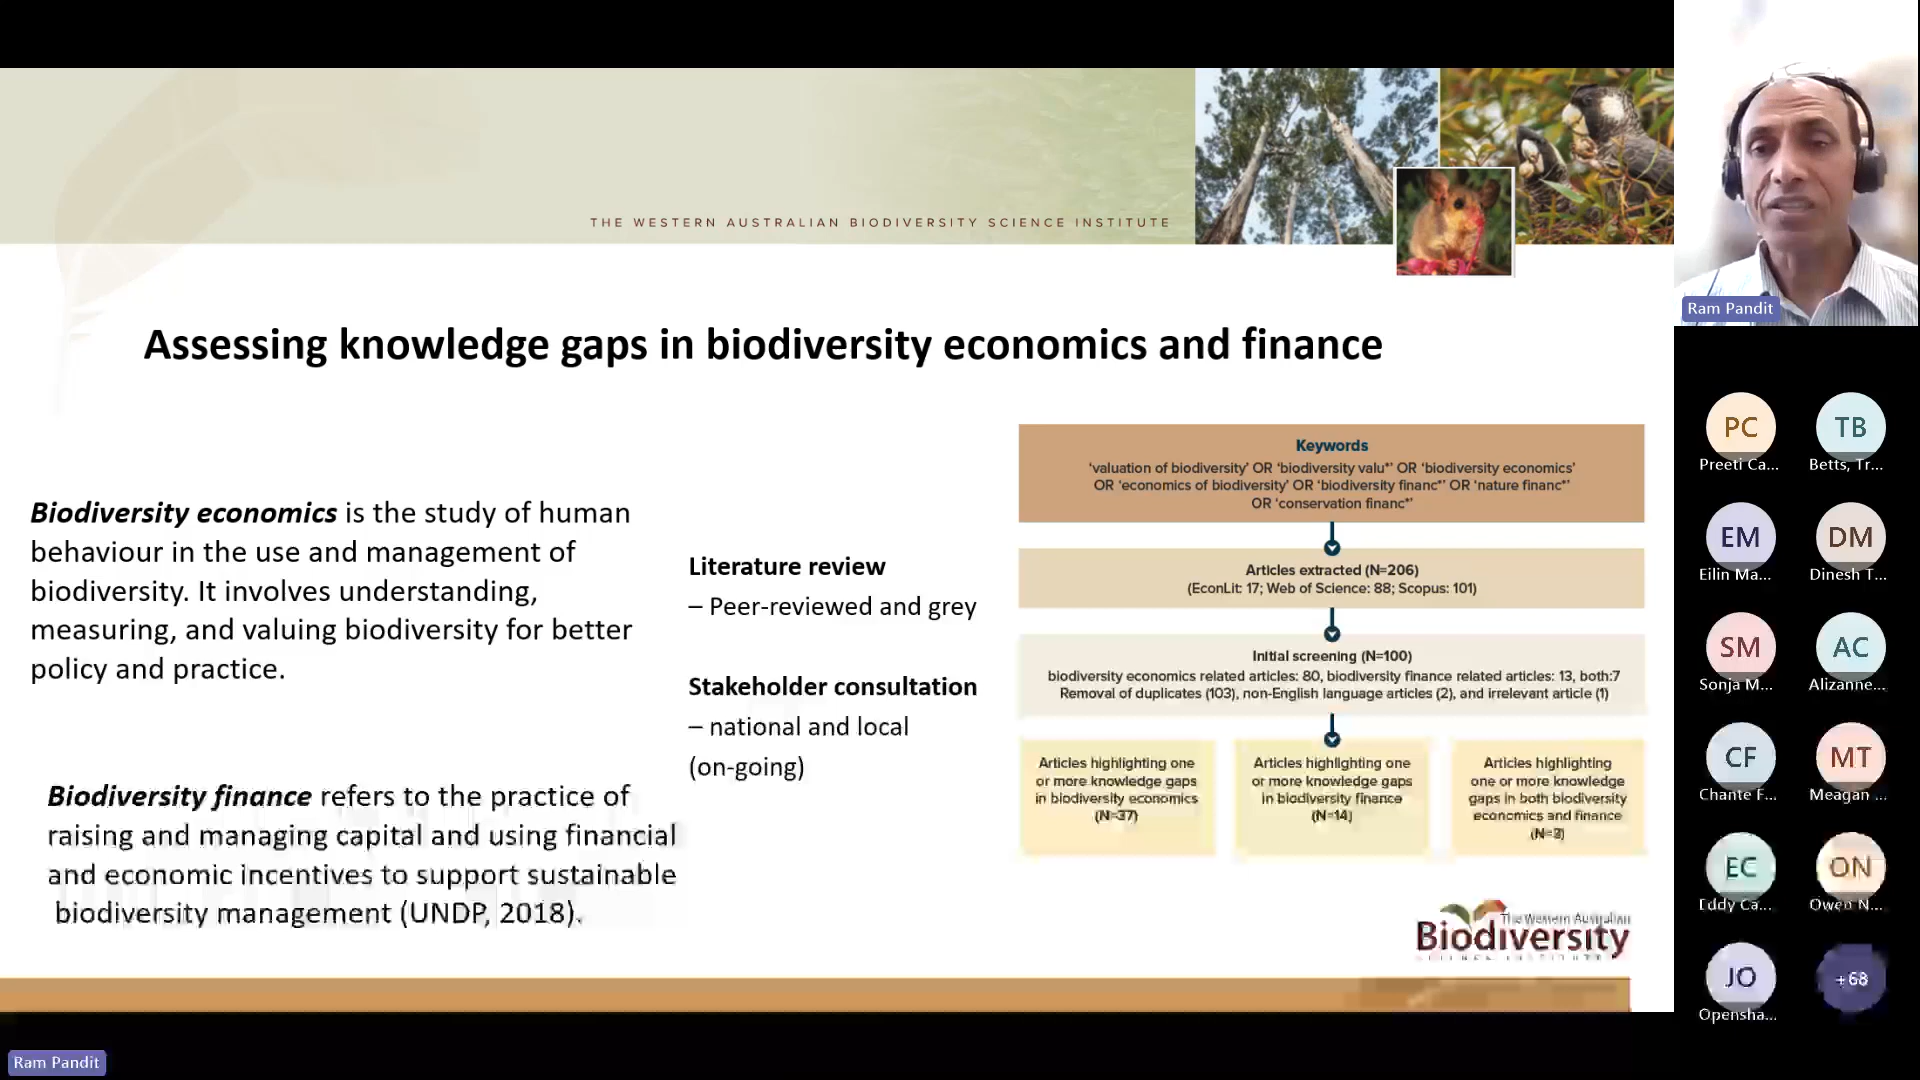 THE WESTERN AUSTRALIAN BIODIVERSITY SCIENCE INSTITUTE
Assessing knowledge gaps in biodiversity economics and finance
Biodiversity economics is the study of human
behaviour in the use and management of
biodiversity. It involves understanding,
measuring, and valuing biodiversity for better
policy and practice.
Biodiversity finance refers to the practice of
raising and managing capital and using financial
and economic incentives to support sustainable
biodiversity management (UNDP, 2018).
Literature review
– Peer-reviewed and grey
Stakeholder consultation
– national and local
(on-going)
Keywords
‘valuation of biodiversity’ OR ‘biodiversity valu*’ OR ‘biodiversity economics’
OR ‘economics of biodiversity’ OR ‘biodiversity financ*’ OR ‘nature financ*’
OR ‘conservation financ*’
Articles extracted (N=206)
(EconLit: 17; Web of Science: 88; Scopus: 101)
Initial screening (N=100)
biodiversity economics related articles: 80, biodiversity finance related articles: 13, both:7
Removal of duplicates (103), non-English language articles (2), and irrelevant article (1)
Articles highlighting one
or more knowledge gaps
in biodiversity economics
(N=37)
Articles highlighting one
or more knowledge gaps
in biodiversity finance
(N=14)
Articles highlighting
one or more knowledge
gaps in both biodiversity
economics and finance
The Western Australian
Biodiversity
Ram Pandit
PC
Preeti Ca...
TB
Betts, Tr...
EM
Eilin Ma...
DM
Dinesh T...
SM
Sonja M...
AC
Alizanne...
CF
Chante F...
MT
Meagan ...
EC
Eddy Ca...
ON
Owen N...
JO
Opensha...
+68
Ram Pandit